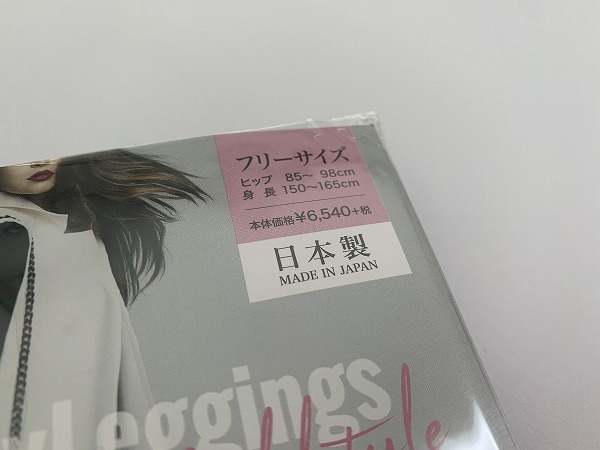 フリーサイズ
ヒップ 85〜 98cm
身 長 150〜165cm
本体価格¥6,540+税
日本製
MADE IN JAPAN
Leggings
Style